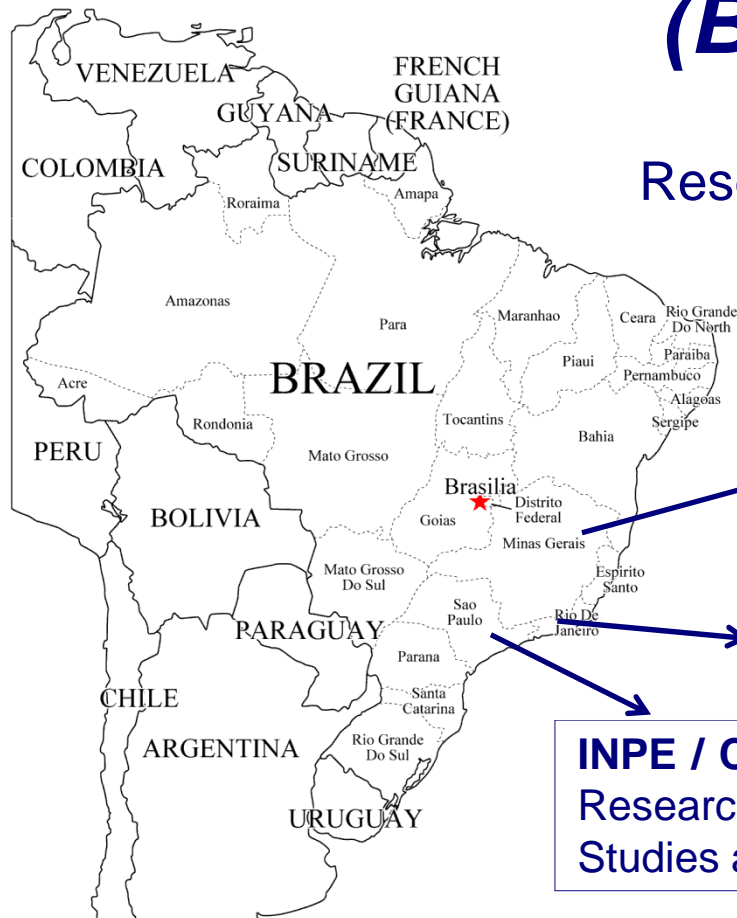 (B
VENEZUELA
FRENCH
GUIANA
(FRANCE)
GUYANA
SURINAME
COLOMBIA
Rese
Roraima
Amapa
Amazonas
Para
Maranhao
Ceara
Rio Grande
Do North
Piaui
Paraiba
Pernambuco
Alagoas
Sergipe
BRAZIL
Acre
Rondonia
Tocantins
Bahia
PERU
Mato Grosso
Brasilia
Distrito
Federal
Goias
BOLIVIA
Minas Gerais
Mato Grosso
Do Sul
Espirito
Santo
Sao
Paulo
Rio De
Janeiro
PARAGUAY
Parana
Santa
Catarina
CHILE
Rio Grande
Do Sul
ARGENTINA
URUGUAY
INPE / C
Researc
Studies a